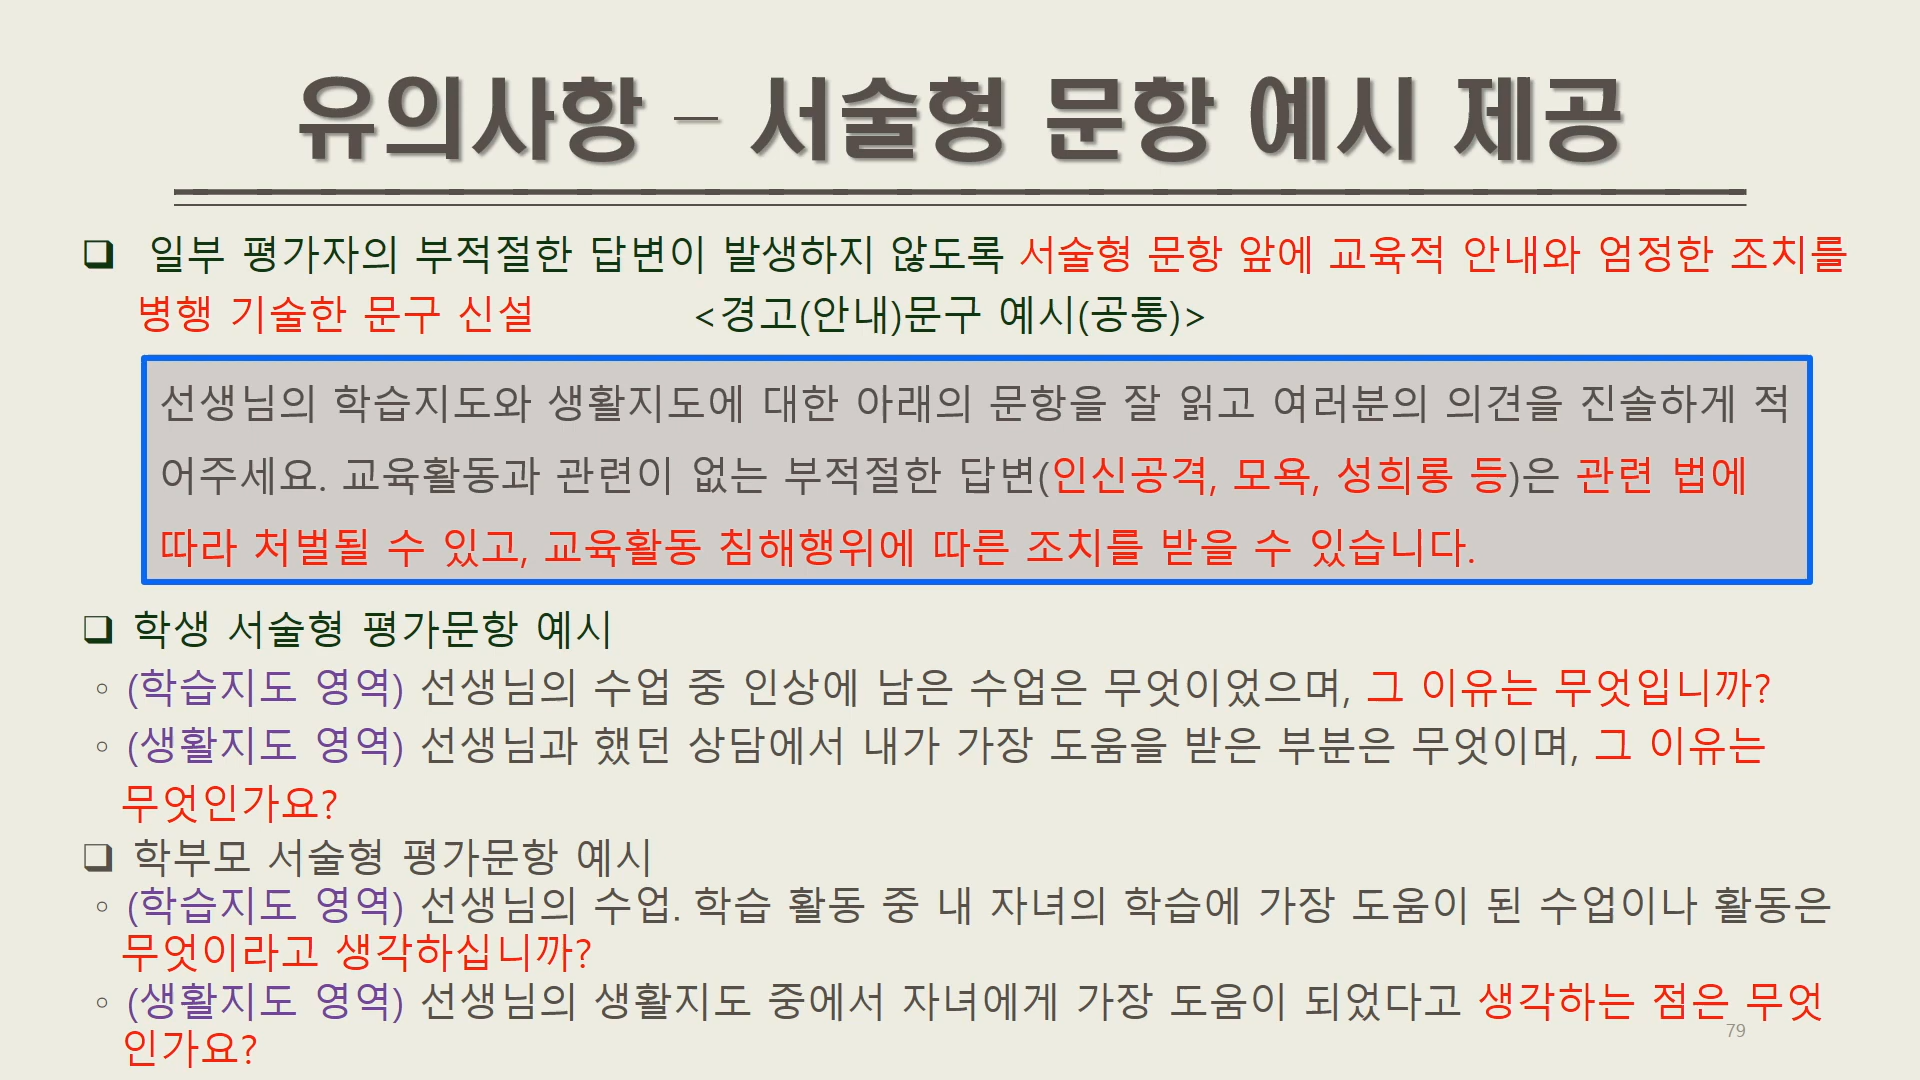 유의사항 – 서술형 문항 예시 제공
❑ 일부 평가자의 부적절한 답변이 발생하지 않도록 서술형 문항 앞에 교육적 안내와 엄정한 조치를
병행 기술한 문구 신설 <경고(안내)문구 예시(공통)>
선생님의 학습지도와 생활지도에 대한 아래의 문항을 잘 읽고 여러분의 의견을 진솔하게 적
어주세요. 교육활동과 관련이 없는 부적절한 답변(인신공격, 모욕, 성희롱 등)은 관련 법에
따라 처벌될 수 있고, 교육활동 침해행위에 따른 조치를 받을 수 있습니다.
❑ 학생 서술형 평가문항 예시
◦ (학습지도 영역) 선생님의 수업 중 인상에 남은 수업은 무엇이었으며, 그 이유는 무엇입니까?
◦ (생활지도 영역) 선생님과 했던 상담에서 내가 가장 도움을 받은 부분은 무엇이며, 그 이유는
무엇인가요?
❑ 학부모 서술형 평가문항 예시
◦ (학습지도 영역) 선생님의 수업. 학습 활동 중 내 자녀의 학습에 가장 도움이 된 수업이나 활동은
무엇이라고 생각하십니까?
◦ (생활지도 영역) 선생님의 생활지도 중에서 자녀에게 가장 도움이 되었다고 생각하는 점은 무엇
인가요?
79